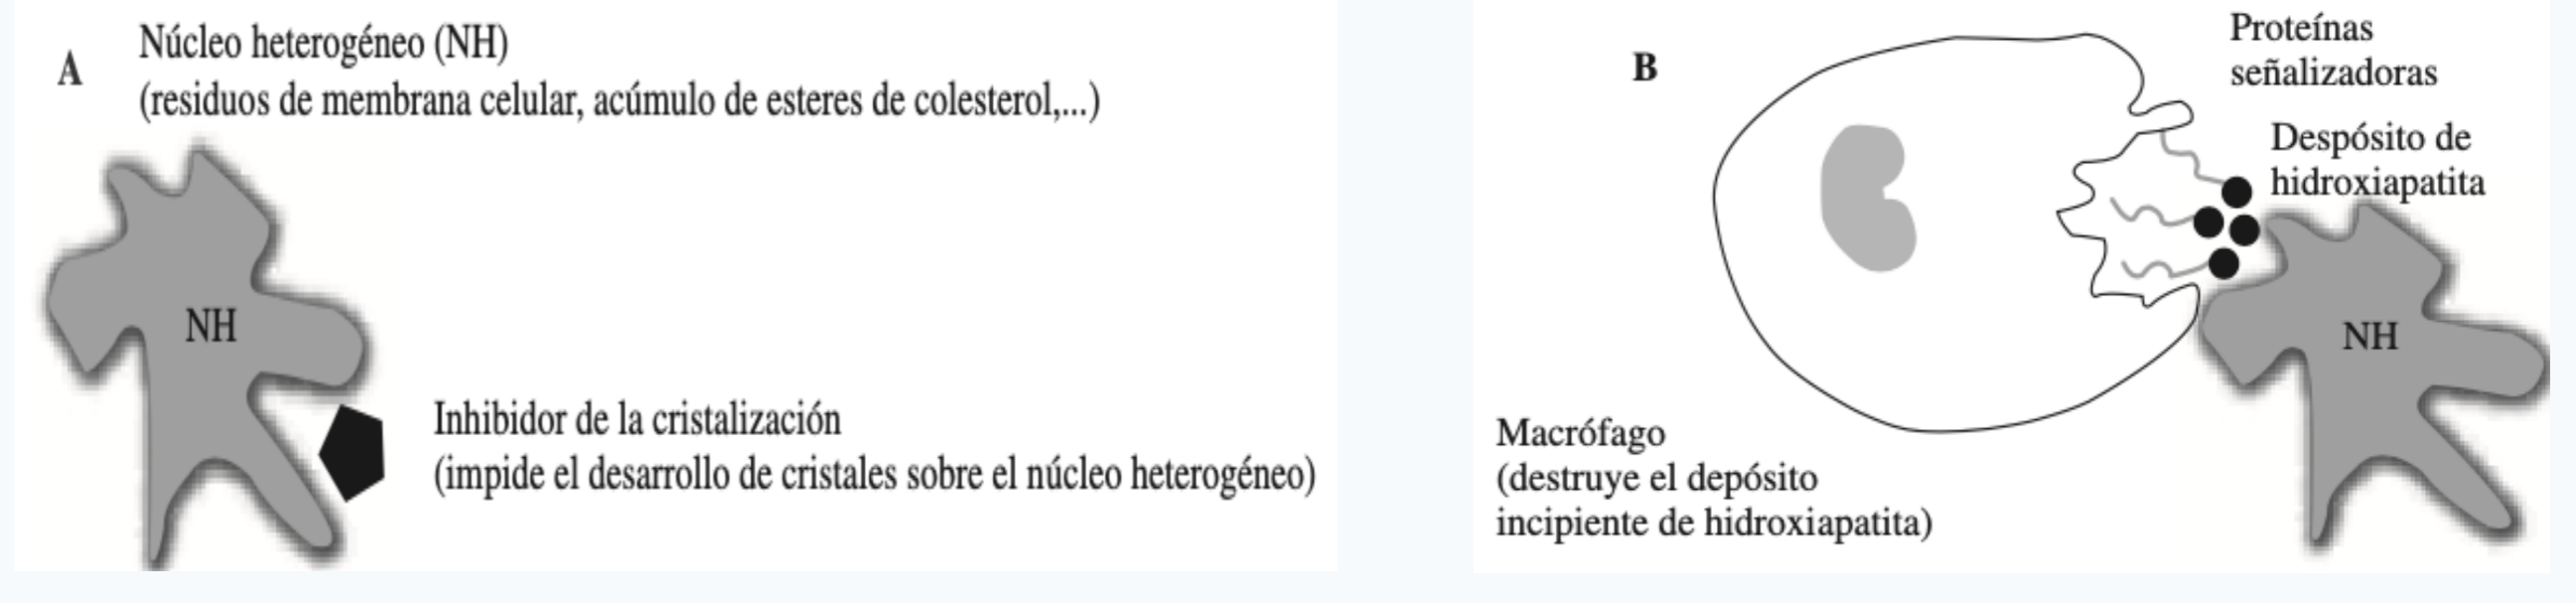 A
Núcleo heterogéneo (NH)
(residuos de membrana celular, acúmulo de esteres de colesterol,...)
NH
Inhibidor de la cristalización
(impide el desarrollo de cristales sobre el núcleo heterogéneo)
B
Proteínas
señalizadoras
Despósito de
hidroxiapatita
NH
Macrófago
(destruye el depósito
incipiente de hidroxiapatita)